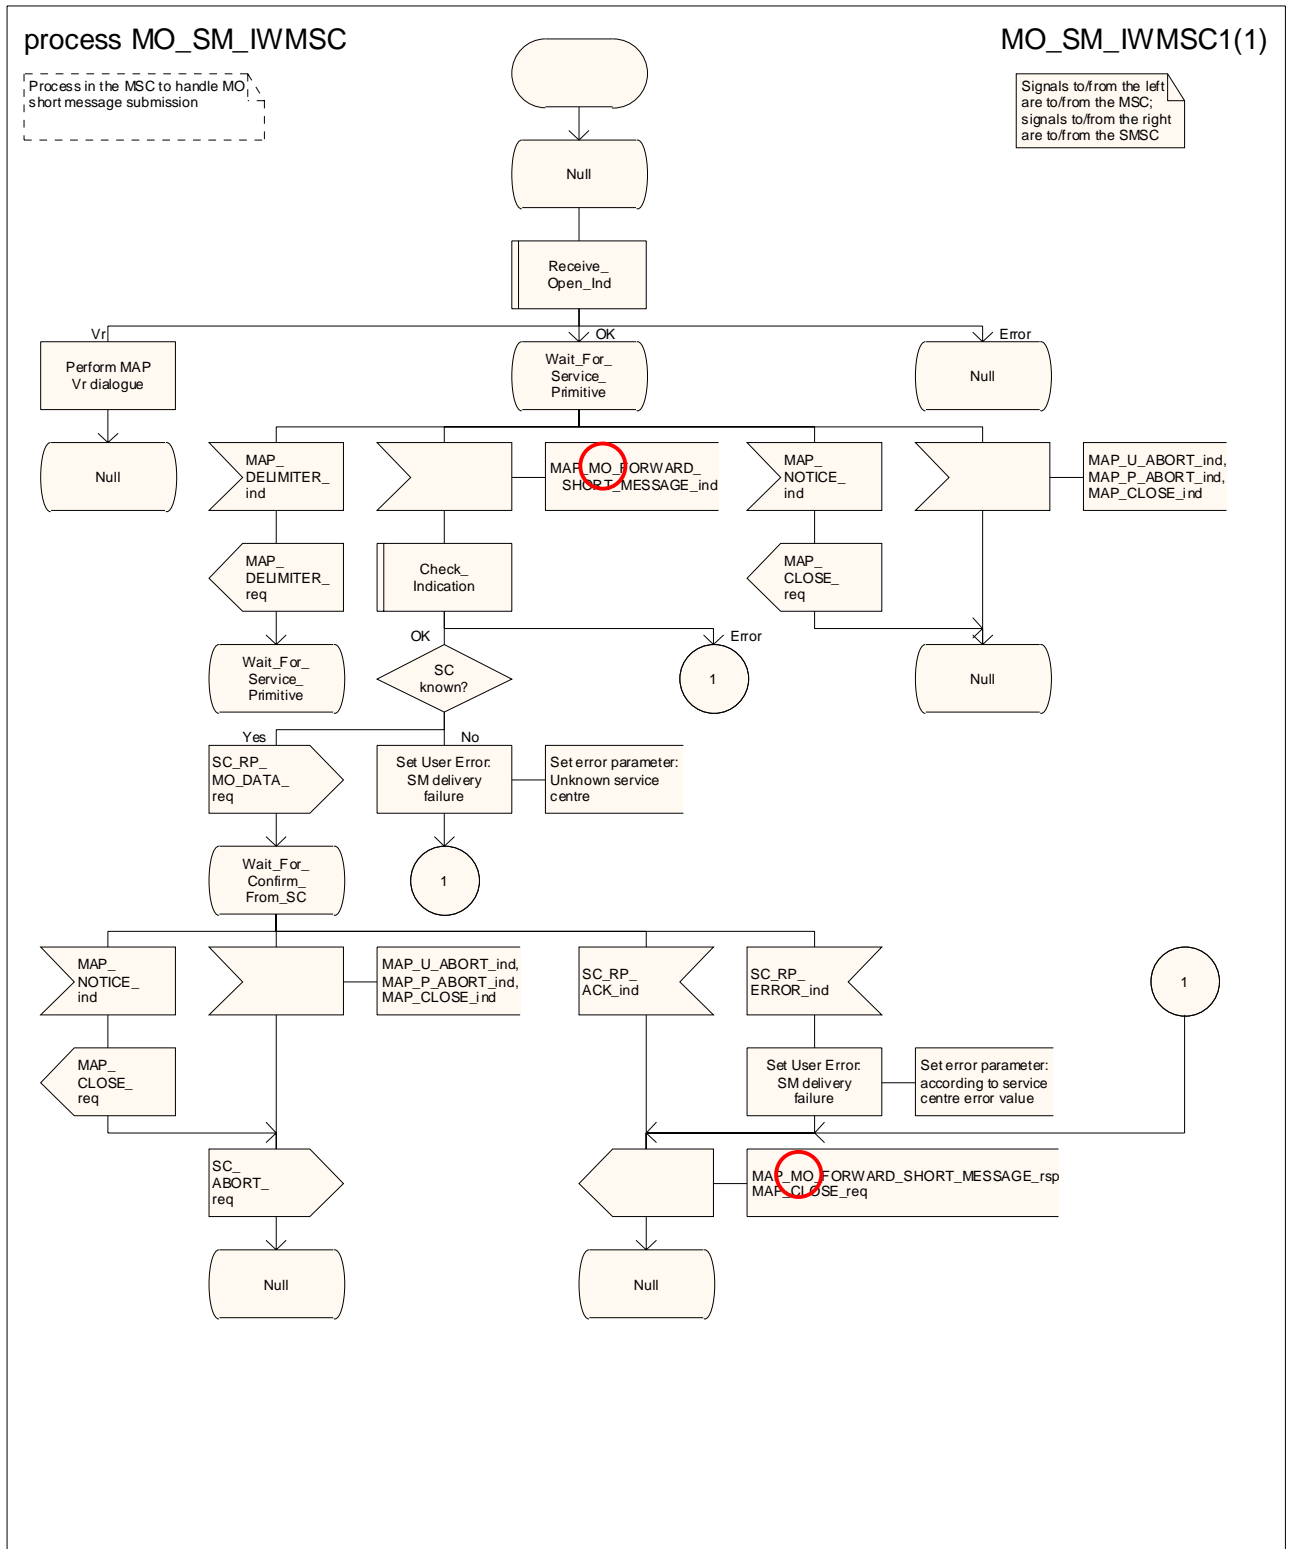 process MO_SM_IWMSC
MO_SM_IWMSC1(1)
Process in the MSC to handle MO
short message submission
Signals to/from the left
are to/from the MSC;
signals to/from the right
are to/from the SMSC
Null
Receive_
Open_Ind
Vr
OK
Error
Perform MAP
Vr dialogue
Wait_For_
Service_
Primitive
Null
Null
MAP_
DELIMITER_
ind
MAP_MO_FORWARD_
SHORT_MESSAGE_ind
MAP_
NOTICE_
ind
MAP_U_ABORT_ind,
MAP_P_ABORT_ind,
MAP_CLOSE_ind
MAP_
DELIMITER_
req
Check_
Indication
MAP_
CLOSE_
req
OK
Error
Wait_For_
Service_
Primitive
SC
known?
1
Null
Yes
No
SC_RP_
MO_DATA_
req
Set User Error:
SM delivery
failure
Set error parameter:
Unknown service
centre
Wait_For_
Confirm_
From_SC
1
MAP_
NOTICE_
ind
MAP_U_ABORT_ind,
MAP_P_ABORT_ind,
MAP_CLOSE_ind
SC_RP_
ACK_ind
SC_RP_
ERROR_ind
1
MAP_
CLOSE_
req
Set User Error:
SM delivery
failure
Set error parameter:
according to service
centre error value
SC_
ABORT_
req
MAP_MO_FORWARD_SHORT_MESSAGE_rsp
MAP_CLOSE_req
Null
Null